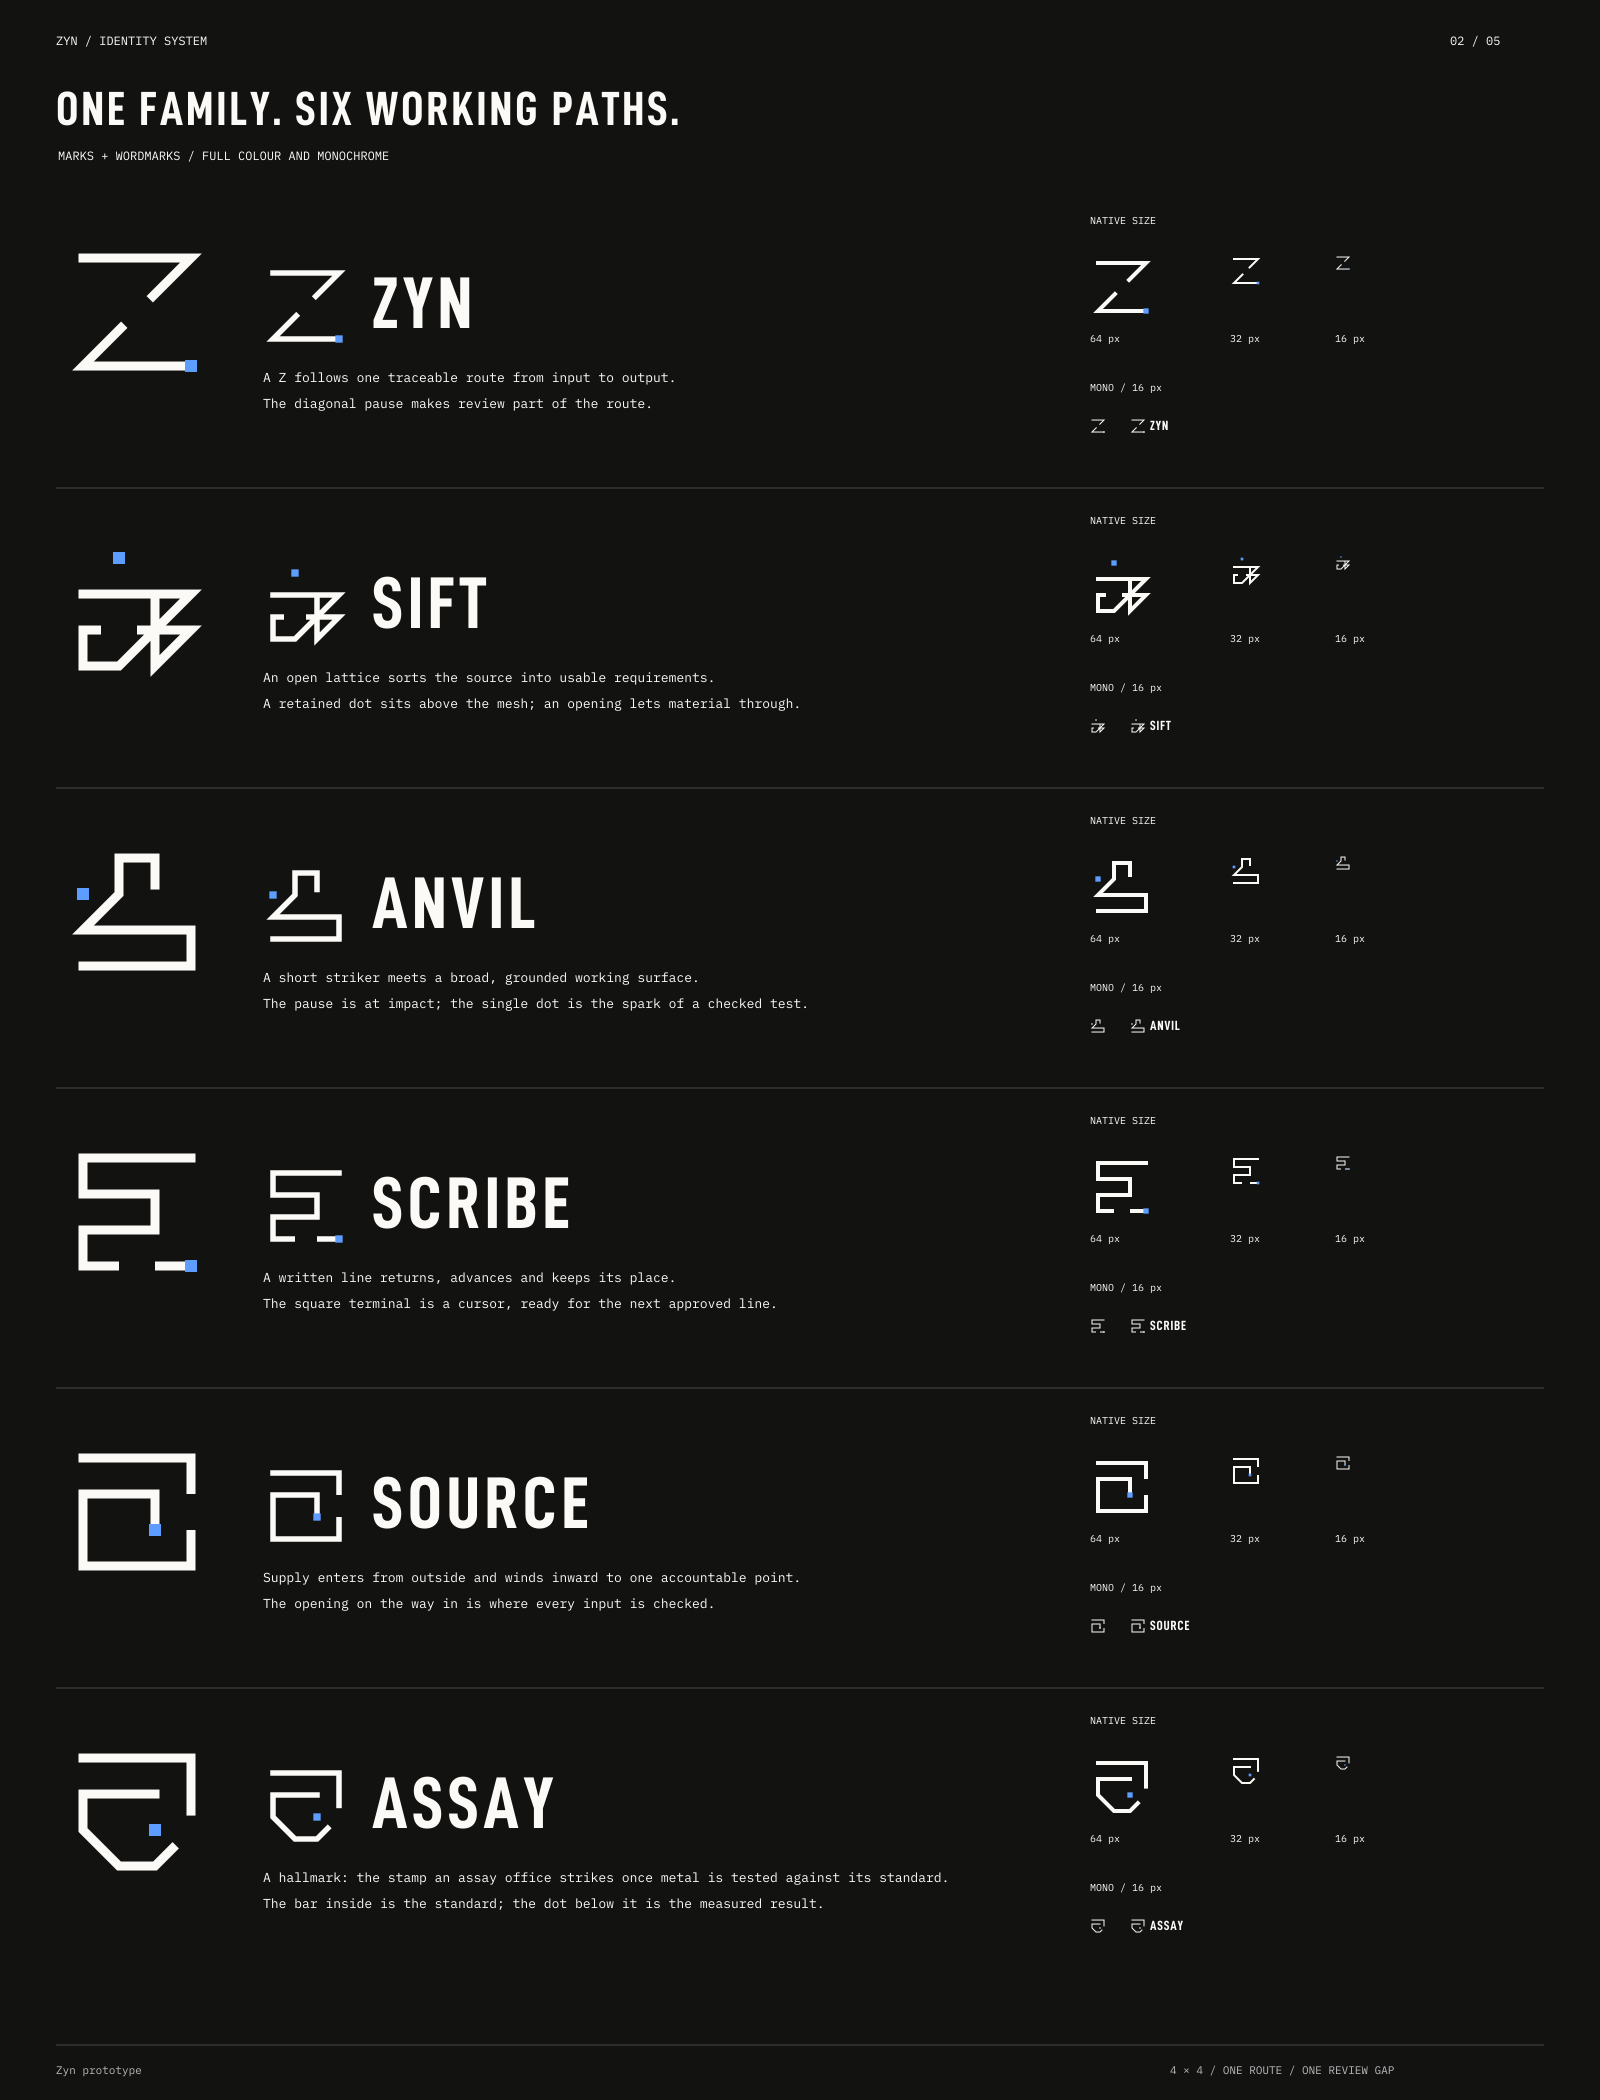 ZYN / IDENTITY SYSTEM
02 / 05
ONE FAMILY. SIX WORKING PATHS.
MARKS + WORDMARKS / FULL COLOUR AND MONOCHROME
NATIVE SIZE
ZYN
64 px
32 px
16 px
A Z follows one traceable route from input to output.
The diagonal pause makes review part of the route.
MONO / 16 px
ZYN
NATIVE SIZE
SIFT
64 px
32 px
16 px
An open lattice sorts the source into usable requirements.
A retained dot sits above the mesh; an opening lets material through.
MONO / 16 px
SIFT
NATIVE SIZE
ANVIL
64 px
32 px
16 px
A short striker meets a broad, grounded working surface.
The pause is at impact; the single dot is the spark of a checked test.
MONO / 16 px
ANVIL
NATIVE SIZE
SCRIBE
64 px
32 px
16 px
A written line returns, advances and keeps its place.
The square terminal is a cursor, ready for the next approved line.
MONO / 16 px
SCRIBE
NATIVE SIZE
SOURCE
64 px
32 px
16 px
Supply enters from outside and winds inward to one accountable point.
The opening on the way in is where every input is checked.
MONO / 16 px
SOURCE
NATIVE SIZE
ASSAY
64 px
32 px
16 px
A hallmark: the stamp an assay office strikes once metal is tested against its standard.
The bar inside is the standard; the dot below it is the measured result.
MONO / 16 px
ASSAY
Zyn prototype
4 × 4 / ONE ROUTE / ONE REVIEW GAP